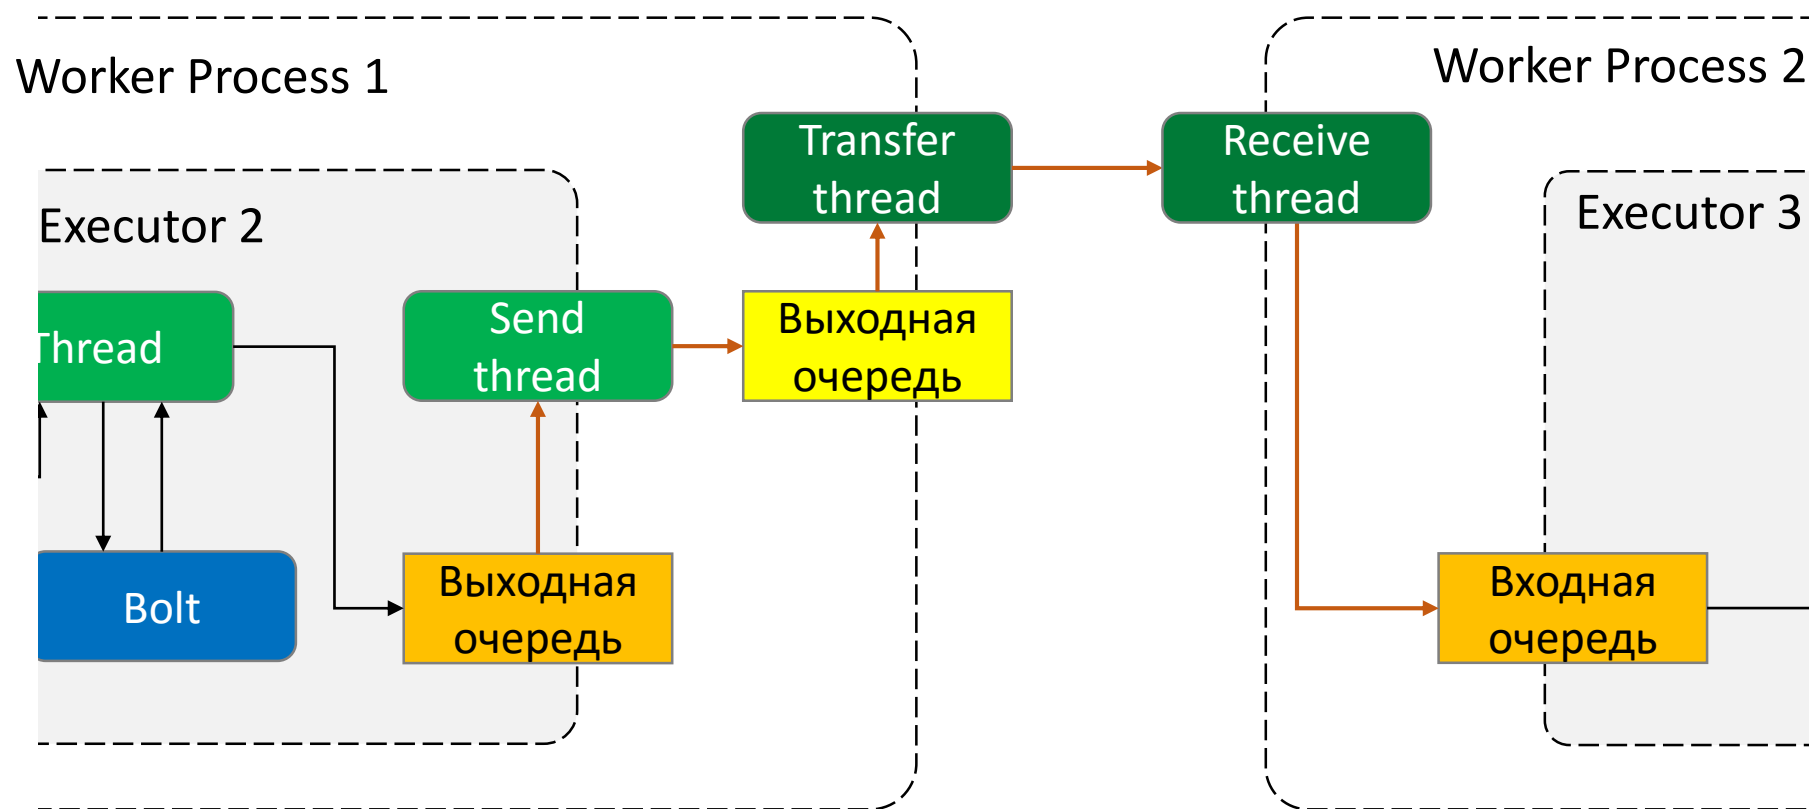 Worker Process 1
Worker Process 2
Transfer
thread
Receive
thread
Executor 2
Executor 3
Thread
Send
thread
Выходная
очередь
Bolt
Выходная
очередь
Входная
очередь